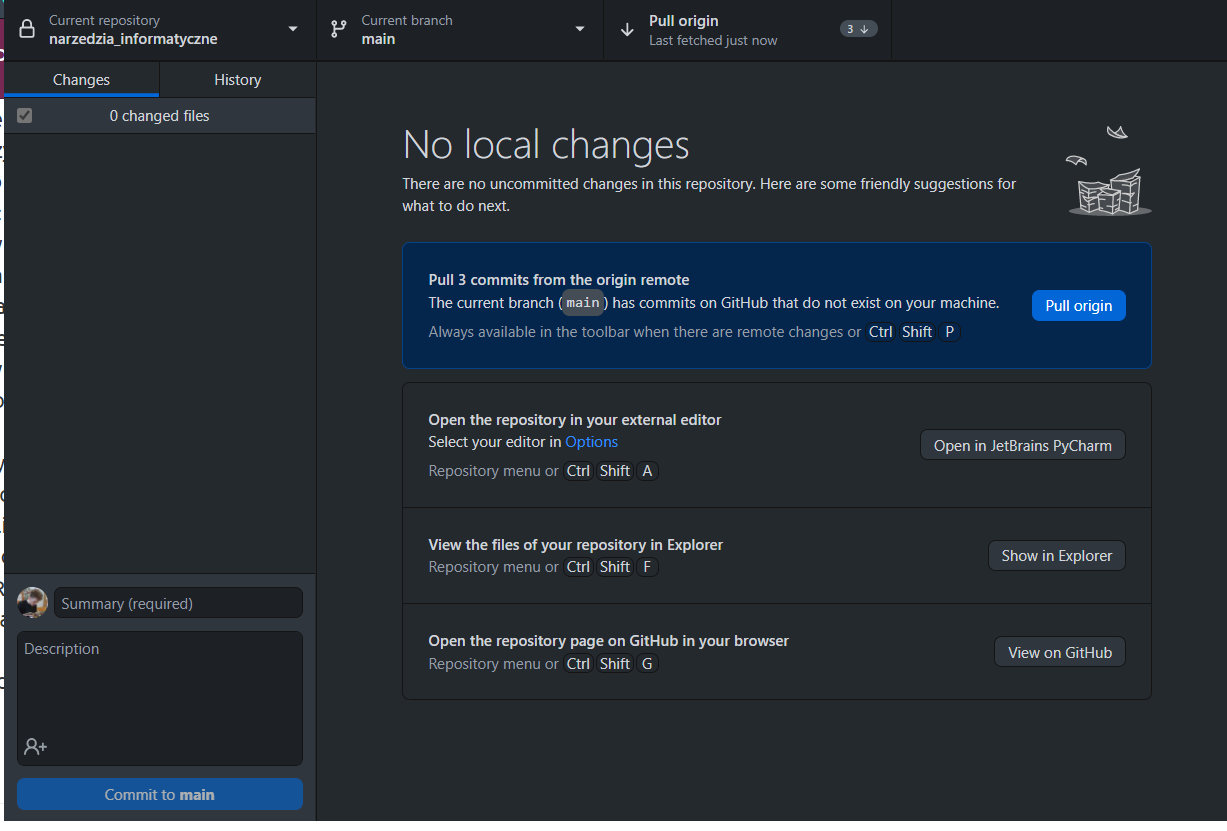 Current repository
narzedzia_informatyczne
Current branch
main
Pull origin
Last fetched just now
3
Changes
History
0 changed files
No local changes
There are no uncommitted changes in this repository. Here are some friendly suggestions for
what to do next.
Pull 3 commits from the origin remote
The current branch (main) has commits on GitHub that do not exist on your machine.
Pull origin
Always available in the toolbar when there are remote changes or Ctrl Shift P
Open the repository in your external editor
Select your editor in Options
Open in JetBrains PyCharm
Repository menu or Ctrl Shift A
View the files of your repository in Explorer
Show in Explorer
Repository menu or Ctrl Shift F
Open the repository page on GitHub in your browser
View on GitHub
Repository menu or Ctrl Shift G
Summary (required)
Description
Commit to main